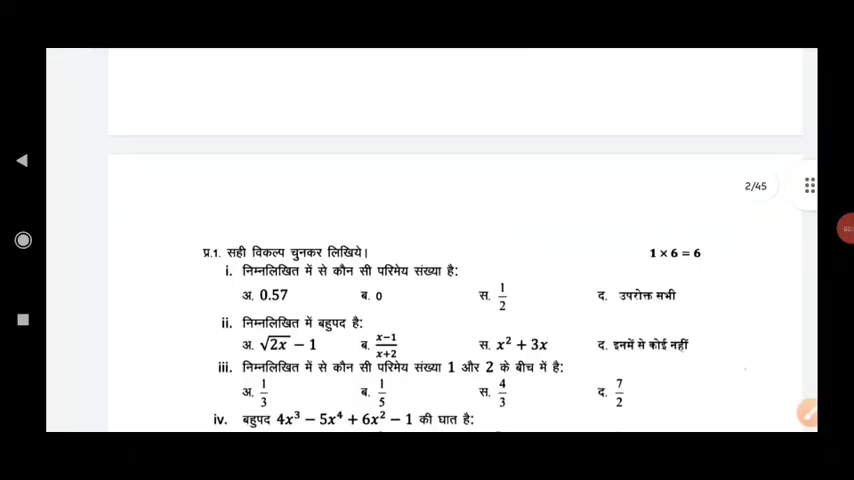 2/45
प्र.1. सही विकल्प चुनकर लिखिये। 1 × 6 = 6
i. निम्नलिखित में से कौन सी परिमेय संख्या है:
अ. 0.57 ब. 0 स. 1/2 द. उपरोक्त सभी
ii. निम्नलिखित में बहुपद है:
अ. √2x − 1 ब. x−1/x+2 स. x² + 3x द. इनमें से कोई नहीं
iii. निम्नलिखित में से कौन सी परिमेय संख्या 1 और 2 के बीच में है:
अ. 1/3 ब. 1/5 स. 4/3 द. 7/2
iv. बहुपद 4x³ − 5x⁴ + 6x² − 1 की घात है: